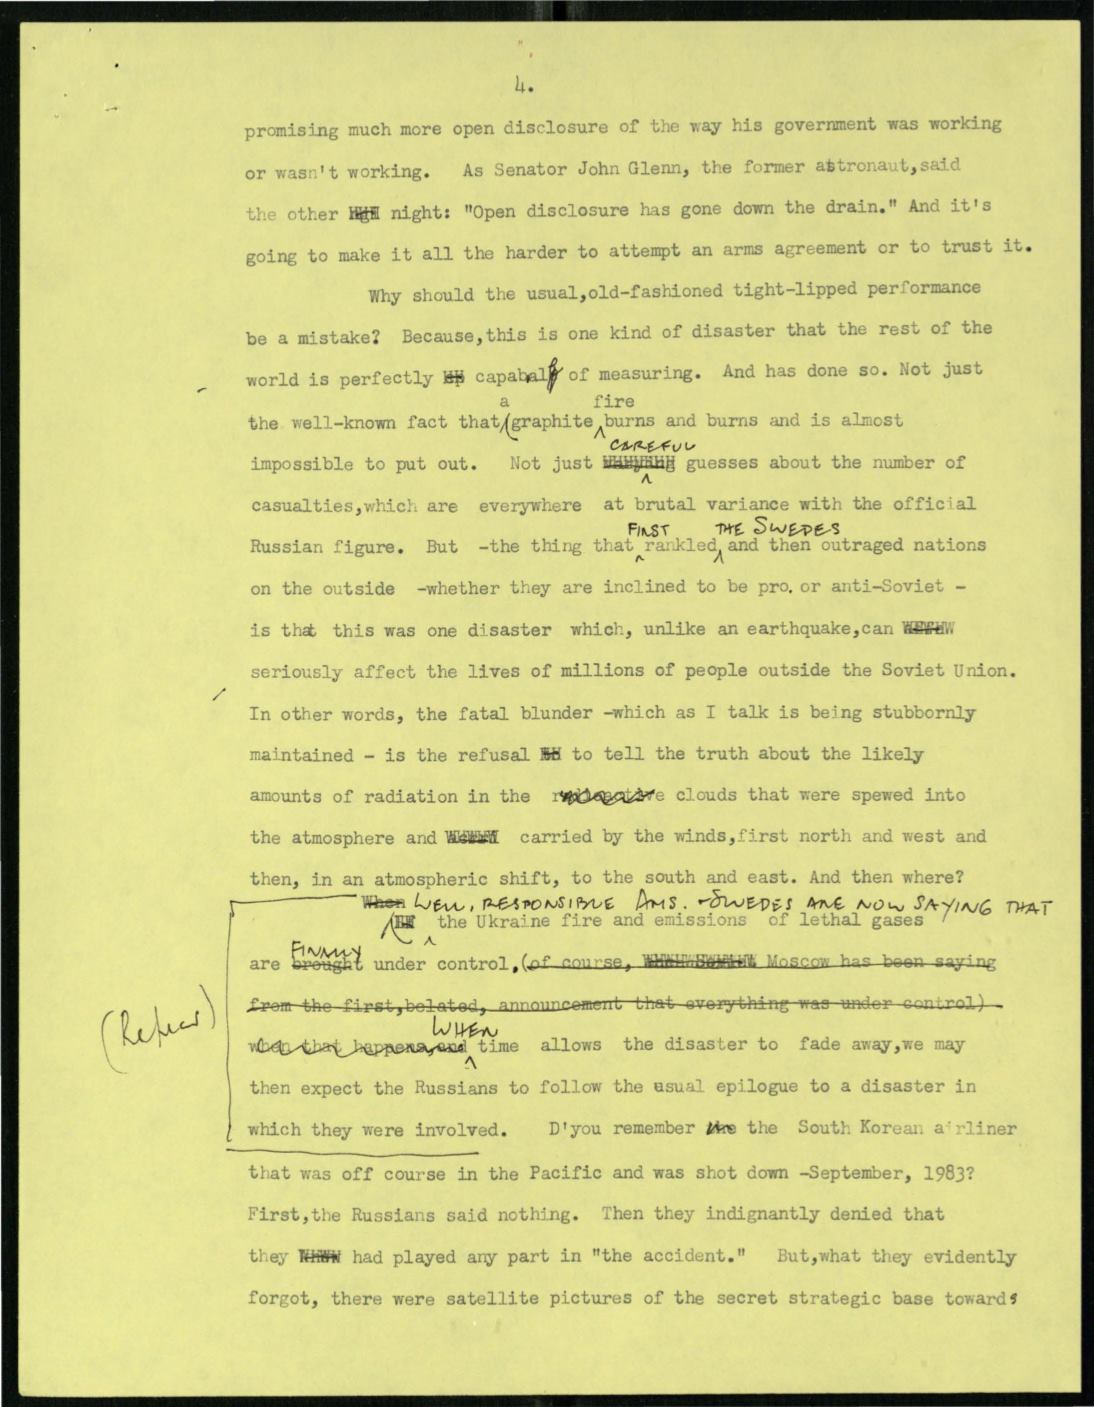 4.
promising much more open disclosure of the way his government was working
or wasn't working. As Senator John Glenn, the former astronaut,said
the other night: "Open disclosure has gone down the drain." And it's
going to make it all the harder to attempt an arms agreement or to trust it.
Why should the usual,old-fashioned tight-lipped performance
be a mistake? Because,this is one kind of disaster that the rest of the
world is perfectly capable of measuring. And has done so. Not just
a fire
the well-known fact that graphite burns and burns and is almost
CAREFUL
impossible to put out. Not just guesses about the number of
casualties,which are everywhere at brutal variance with the official
FIRST THE SWEDES
Russian figure. But -the thing that rankled, and then outraged nations
on the outside -whether they are inclined to be pro. or anti-Soviet -
is that this was one disaster which, unlike an earthquake,can
seriously affect the lives of millions of people outside the Soviet Union.
In other words, the fatal blunder -which as I talk is being stubbornly
maintained - is the refusal to tell the truth about the likely
amounts of radiation in the radioactive clouds that were spewed into
the atmosphere and carried by the winds,first north and west and
then, in an atmospheric shift, to the south and east. And then where?
When WELL, RESPONSIBLE AMS. - SWEDES ARE NOW SAYING THAT
the Ukraine fire and emissions of lethal gases
FINALLY
are brought under control,(of course, Moscow has been saying
from the first,belated, announcement that everything was under control)
WHEN
(Repeat)
when that happens,and time allows the disaster to fade away,we may
then expect the Russians to follow the usual epilogue to a disaster in
which they were involved. D'you remember the the South Korean airliner
that was off course in the Pacific and was shot down -September, 1983?
First,the Russians said nothing. Then they indignantly denied that
they had played any part in "the accident." But,what they evidently
forgot, there were satellite pictures of the secret strategic base towards